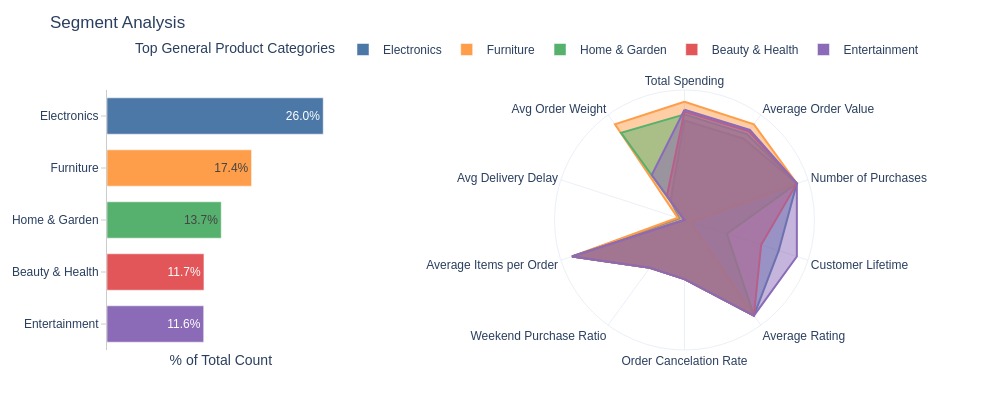 Segment Analysis
Top General Product Categories
Electronics
Furniture
Home & Garden
Beauty & Health
Entertainment
Electronics 26.0%
Furniture 17.4%
Home & Garden 13.7%
Beauty & Health 11.7%
Entertainment 11.6%
% of Total Count
Total Spending
Average Order Value
Number of Purchases
Customer Lifetime
Average Rating
Order Cancelation Rate
Weekend Purchase Ratio
Average Items per Order
Avg Delivery Delay
Avg Order Weight